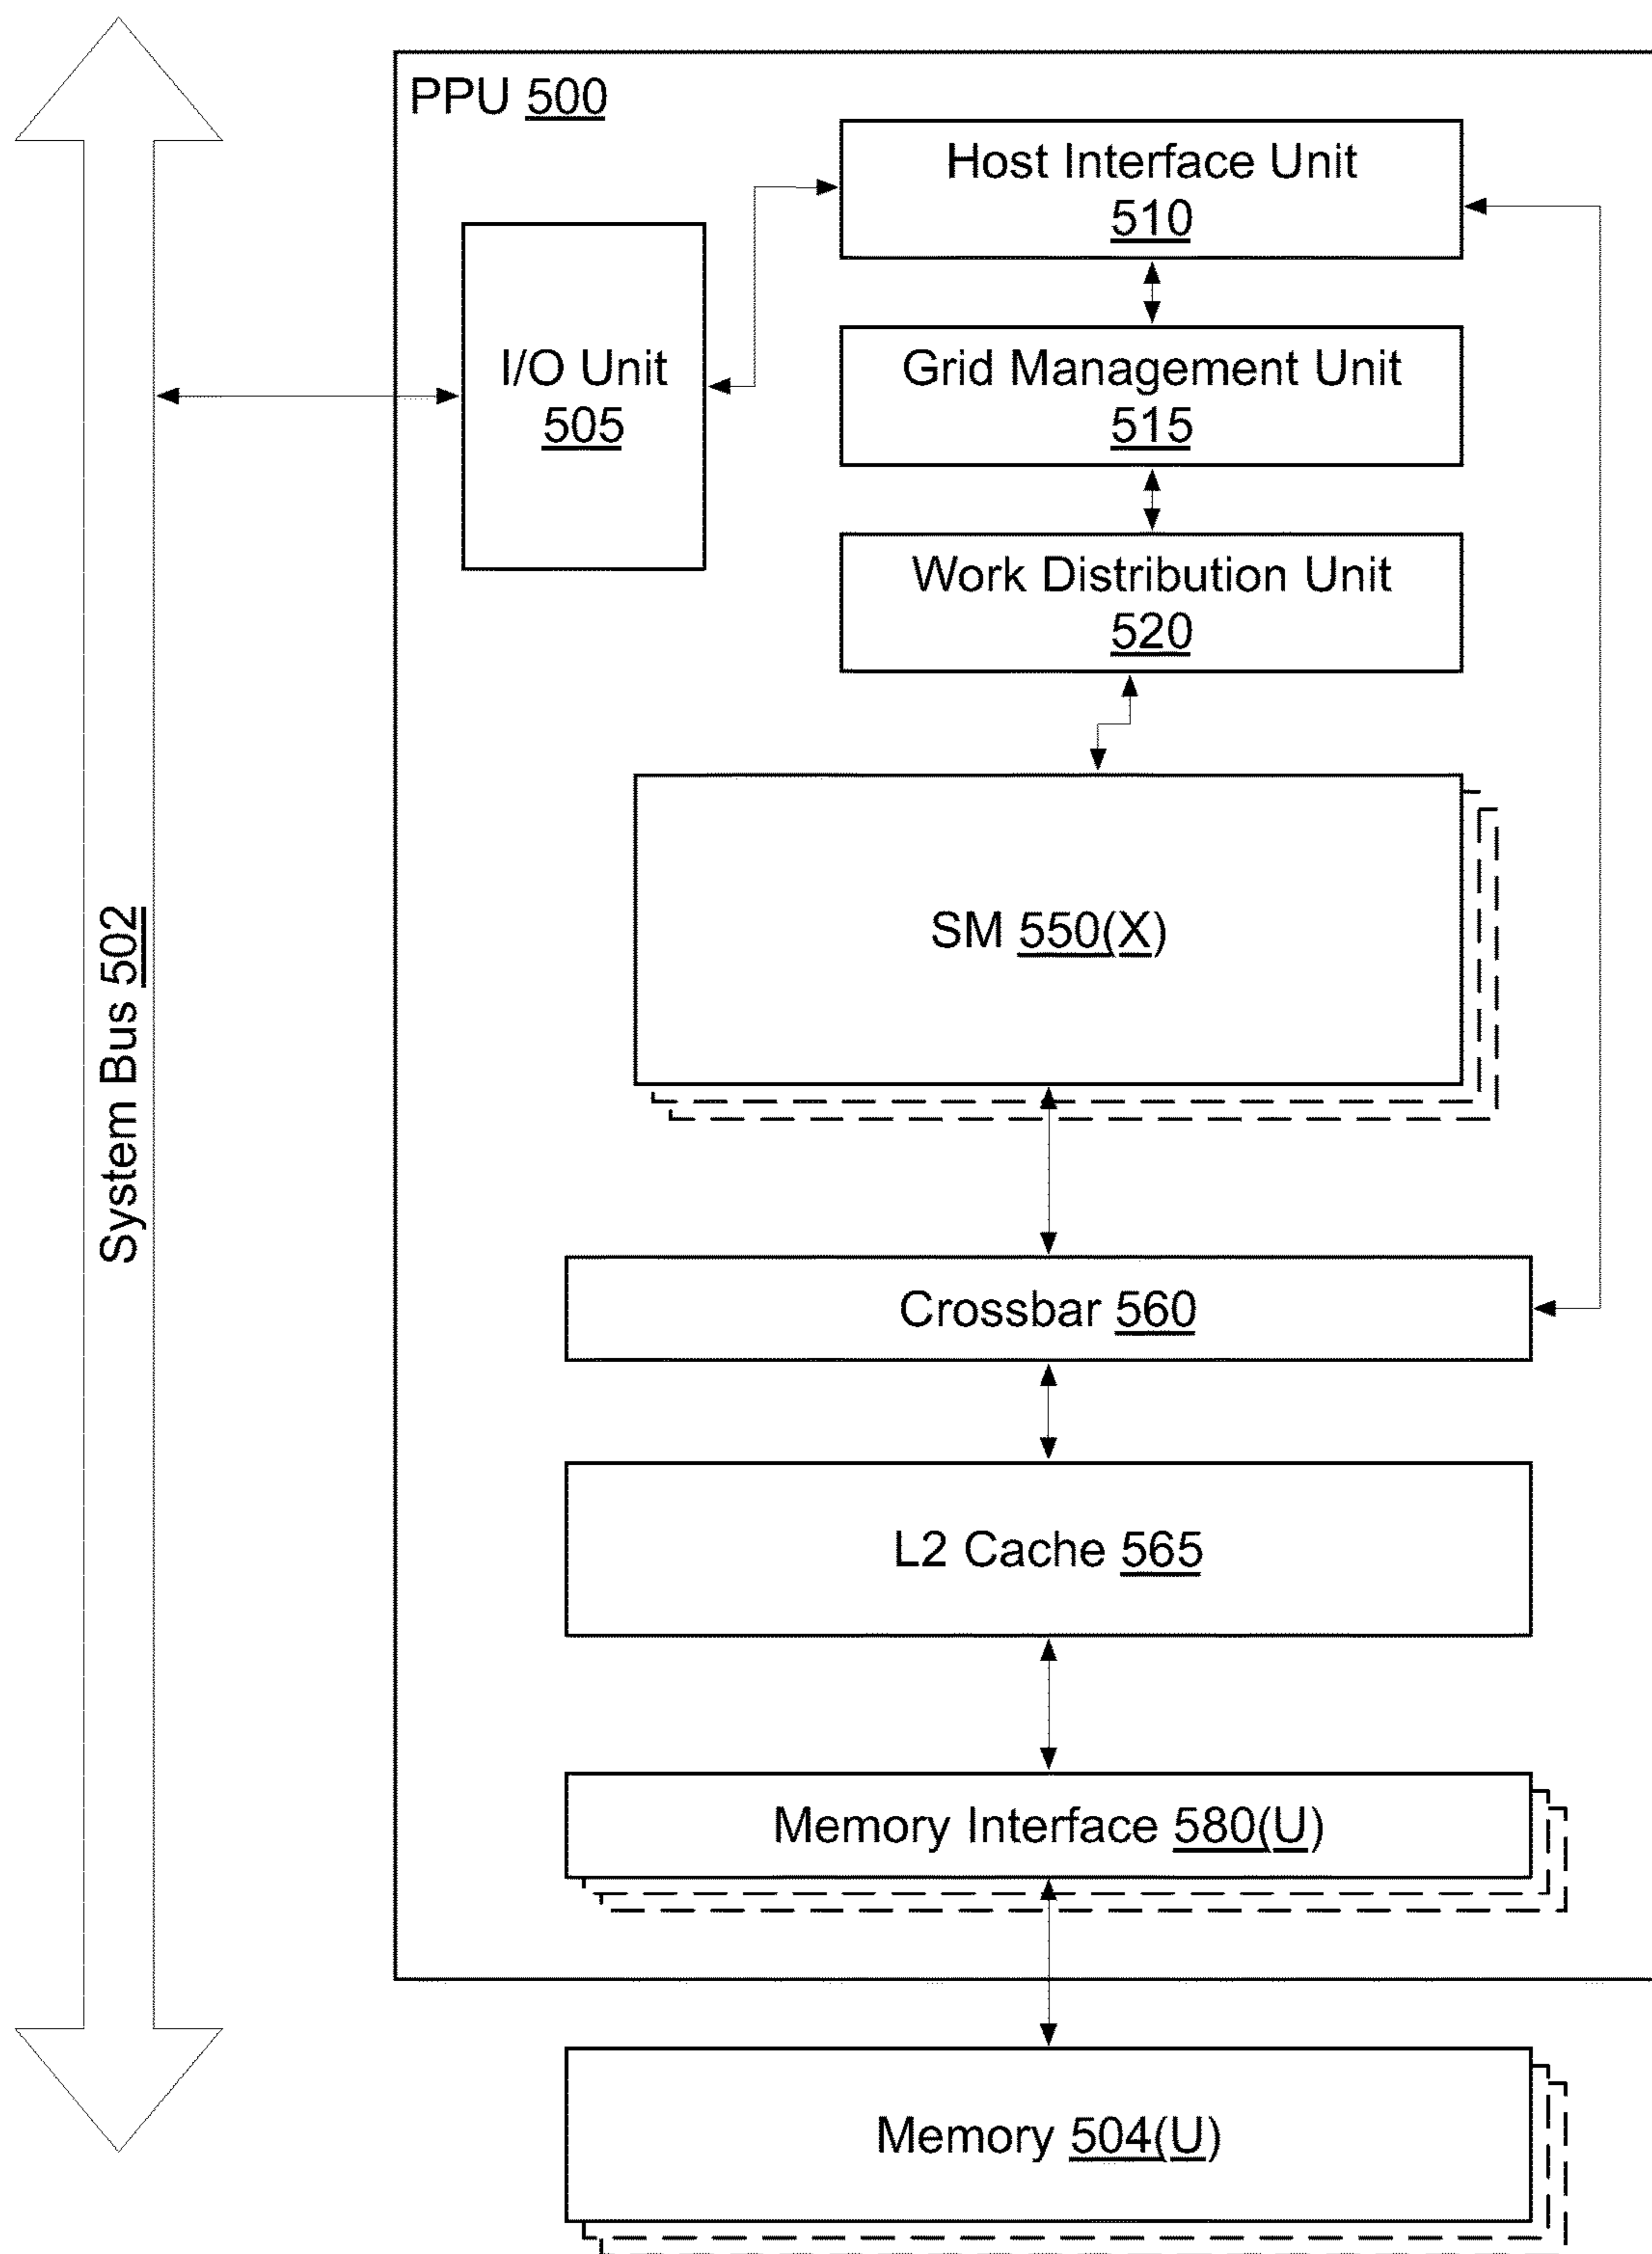 PPU 500
Host Interface Unit
510
I/O Unit
505
Grid Management Unit
515
Work Distribution Unit
520
SM 550(X)
System Bus 502
Crossbar 560
L2 Cache 565
Memory Interface 580(U)
Memory 504(U)